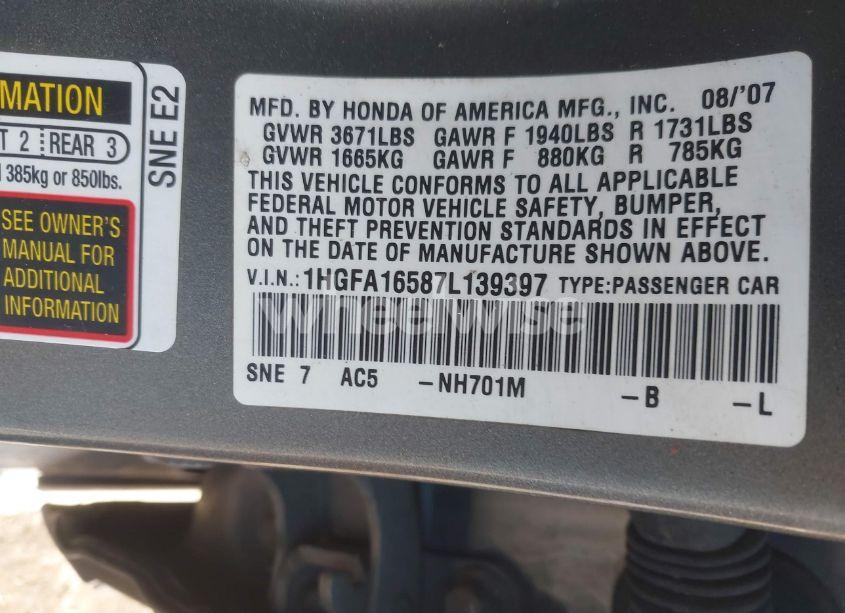 MATION
T 2 REAR 3
385kg or 850lbs.
SEE OWNER'S
MANUAL FOR
ADDITIONAL
INFORMATION
SNE E2
MFD. BY HONDA OF AMERICA MFG., INC. 08/'07
GVWR 3671LBS GAWR F 1940LBS R 1731LBS
GVWR 1665KG GAWR F 880KG R 785KG
THIS VEHICLE CONFORMS TO ALL APPLICABLE
FEDERAL MOTOR VEHICLE SAFETY, BUMPER,
AND THEFT PREVENTION STANDARDS IN EFFECT
ON THE DATE OF MANUFACTURE SHOWN ABOVE.
V.I.N.: 1HGFA16587L139397 TYPE:PASSENGER CAR
wheelwise
SNE 7 AC5 -NH701M -B -L